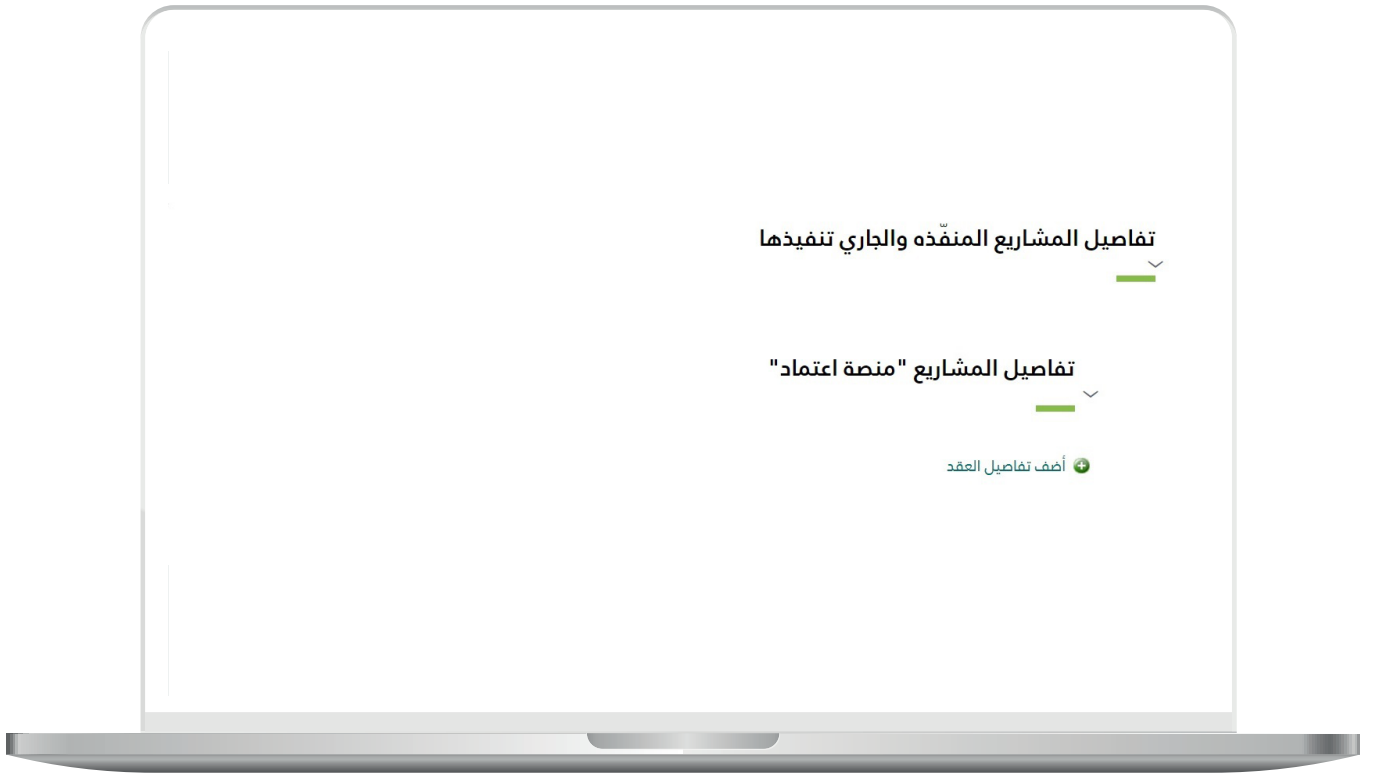 تفاصيل المشاريع المنفّذه والجاري تنفيذها
تفاصيل المشاريع "منصة اعتماد"
أضف تفاصيل العقد